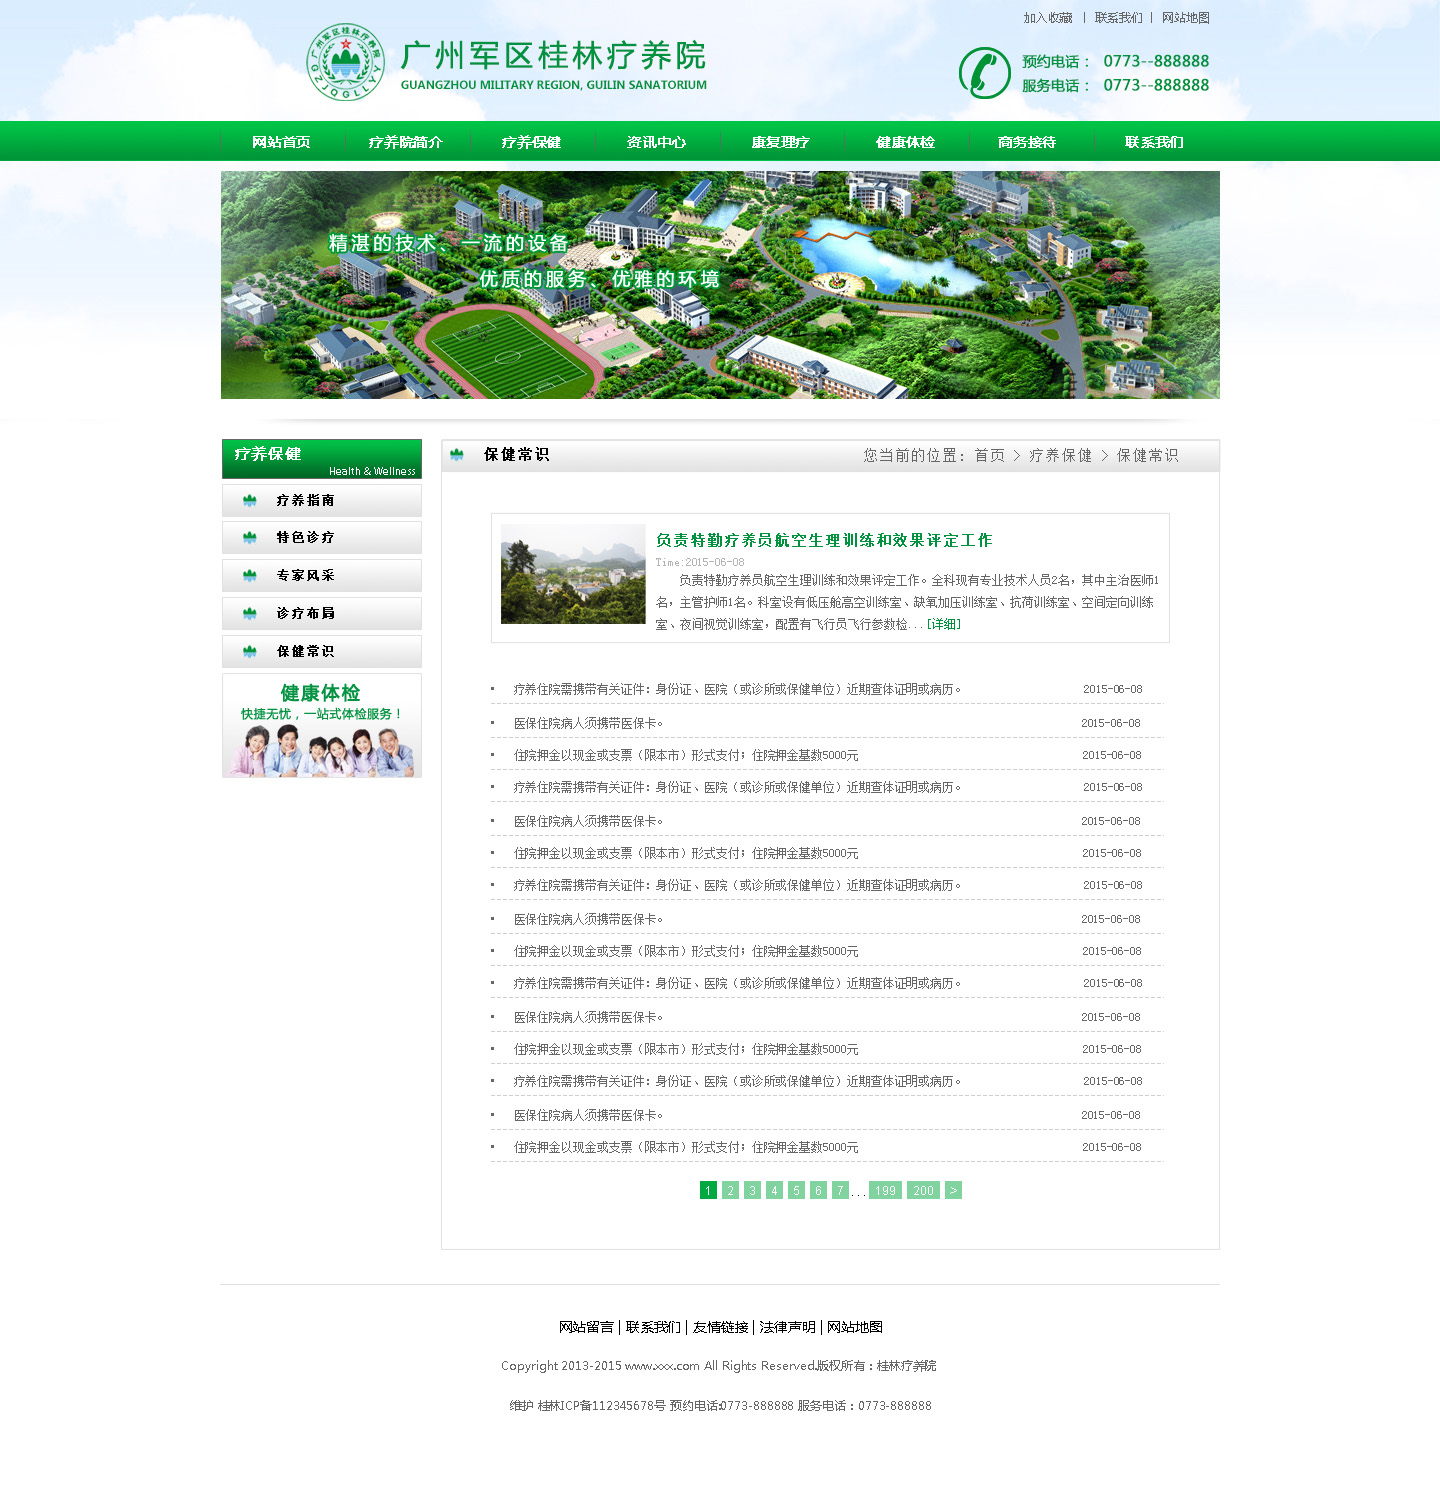 加入收藏 | 联系我们 | 网站地图
广州军区桂林疗养院
GUANGZHOU MILITARY REGION, GUILIN SANATORIUM
预约电话： 0773--888888
服务电话： 0773--888888
网站首页 疗养院简介 疗养保健 资讯中心 康复理疗 健康体检 商务接待 联系我们
精湛的技术、一流的设备
优质的服务、优雅的环境
疗养保健
Health & Wellness
疗养指南
特色诊疗
专家风采
诊疗布局
保健常识
健康体检
快捷无忧，一站式体检服务！
保健常识 您当前的位置：首页 > 疗养保健 > 保健常识
负责特勤疗养员航空生理训练和效果评定工作
Time:2015-06-08
负责特勤疗养员航空生理训练和效果评定工作。全科现有专业技术人员2名，其中主治医师1
名，主管护师1名。科室设有低压舱高空训练室、缺氧加压训练室、抗荷训练室、空间定向训练
室、夜间视觉训练室，配置有飞行员飞行参数检...[详细]
疗养住院需携带有关证件：身份证、医院（或诊所或保健单位）近期查体证明或病历。 2015-06-08
医保住院病人须携带医保卡。 2015-06-08
住院押金以现金或支票（限本市）形式支付；住院押金基数5000元 2015-06-08
疗养住院需携带有关证件：身份证、医院（或诊所或保健单位）近期查体证明或病历。 2015-06-08
医保住院病人须携带医保卡。 2015-06-08
住院押金以现金或支票（限本市）形式支付；住院押金基数5000元 2015-06-08
疗养住院需携带有关证件：身份证、医院（或诊所或保健单位）近期查体证明或病历。 2015-06-08
医保住院病人须携带医保卡。 2015-06-08
住院押金以现金或支票（限本市）形式支付；住院押金基数5000元 2015-06-08
疗养住院需携带有关证件：身份证、医院（或诊所或保健单位）近期查体证明或病历。 2015-06-08
医保住院病人须携带医保卡。 2015-06-08
住院押金以现金或支票（限本市）形式支付；住院押金基数5000元 2015-06-08
疗养住院需携带有关证件：身份证、医院（或诊所或保健单位）近期查体证明或病历。 2015-06-08
医保住院病人须携带医保卡。 2015-06-08
住院押金以现金或支票（限本市）形式支付；住院押金基数5000元 2015-06-08
1 2 3 4 5 6 7 ... 199 200 >
网站留言 | 联系我们 | 友情链接 | 法律声明 | 网站地图
Copyright 2013-2015 www.xxx.com All Rights Reserved.版权所有：桂林疗养院
维护 桂林ICP备112345678号 预约电话:0773-888888 服务电话：0773-888888